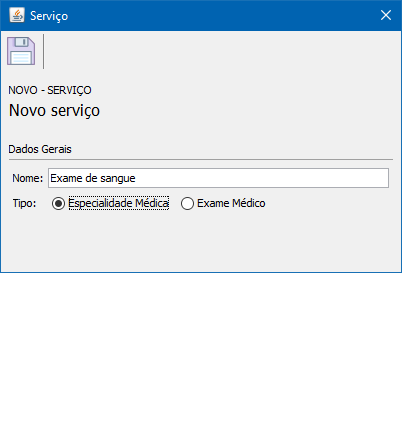 Serviço
NOVO - SERVIÇO
Novo serviço
Dados Gerais
Nome: Exame de sangue
Tipo: Especialidade Médica Exame Médico